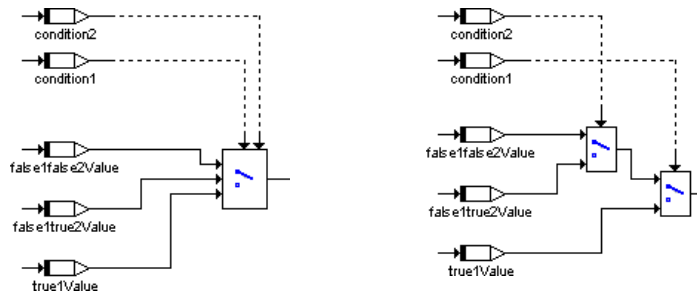 condition2
condition1
false1false2Value
false1true2Value
true1Value
condition2
condition1
false1false2Value
false1true2Value
true1Value